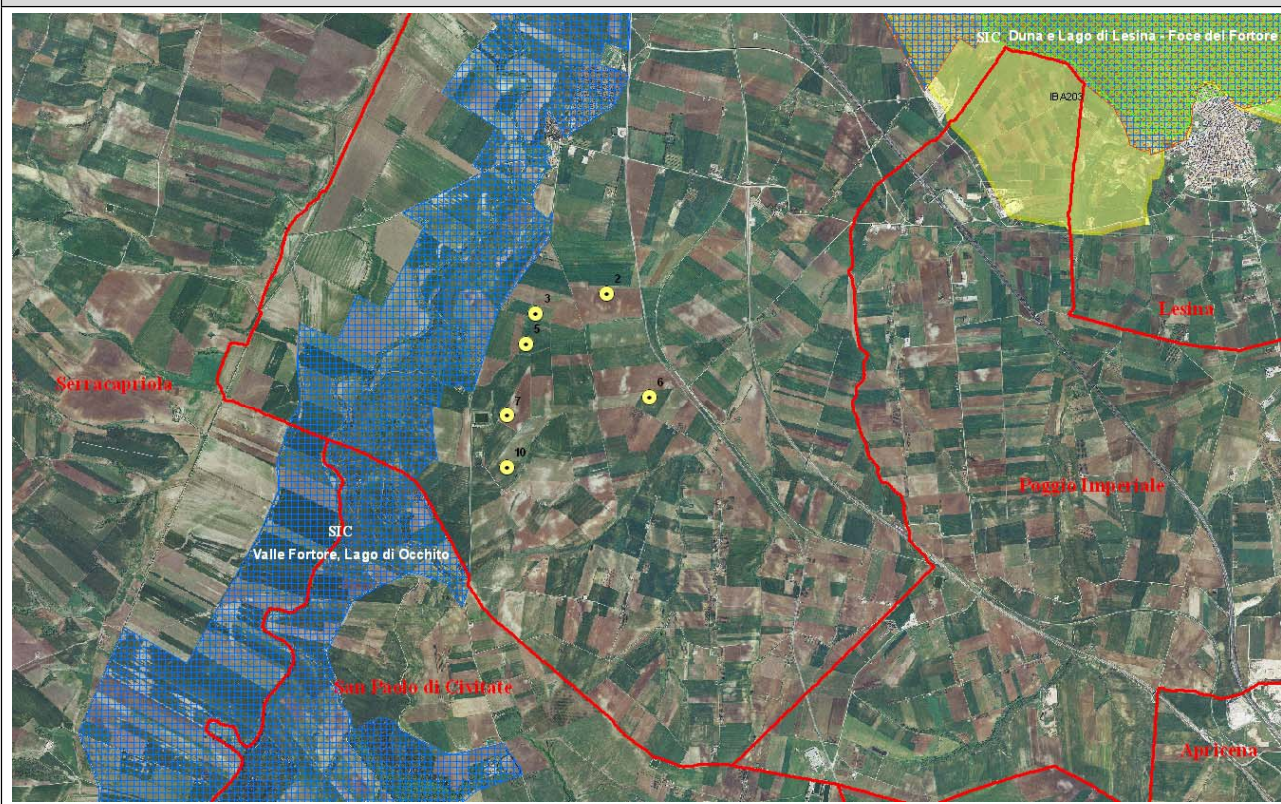 SIC Duna e Lago di Lesina - Foce del Fortore
IBA203
2
3
5
Lesina
Serracapriola
6
7
10
Poggio Imperiale
SIC
Valle Fortore, Lago di Occhito
San Paolo di Civitate
Apricena